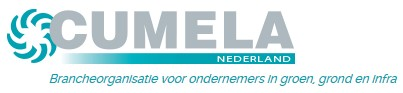 CUMELA
NEDERLAND
Brancheorganisatie voor ondernemers in groen, grond en infra